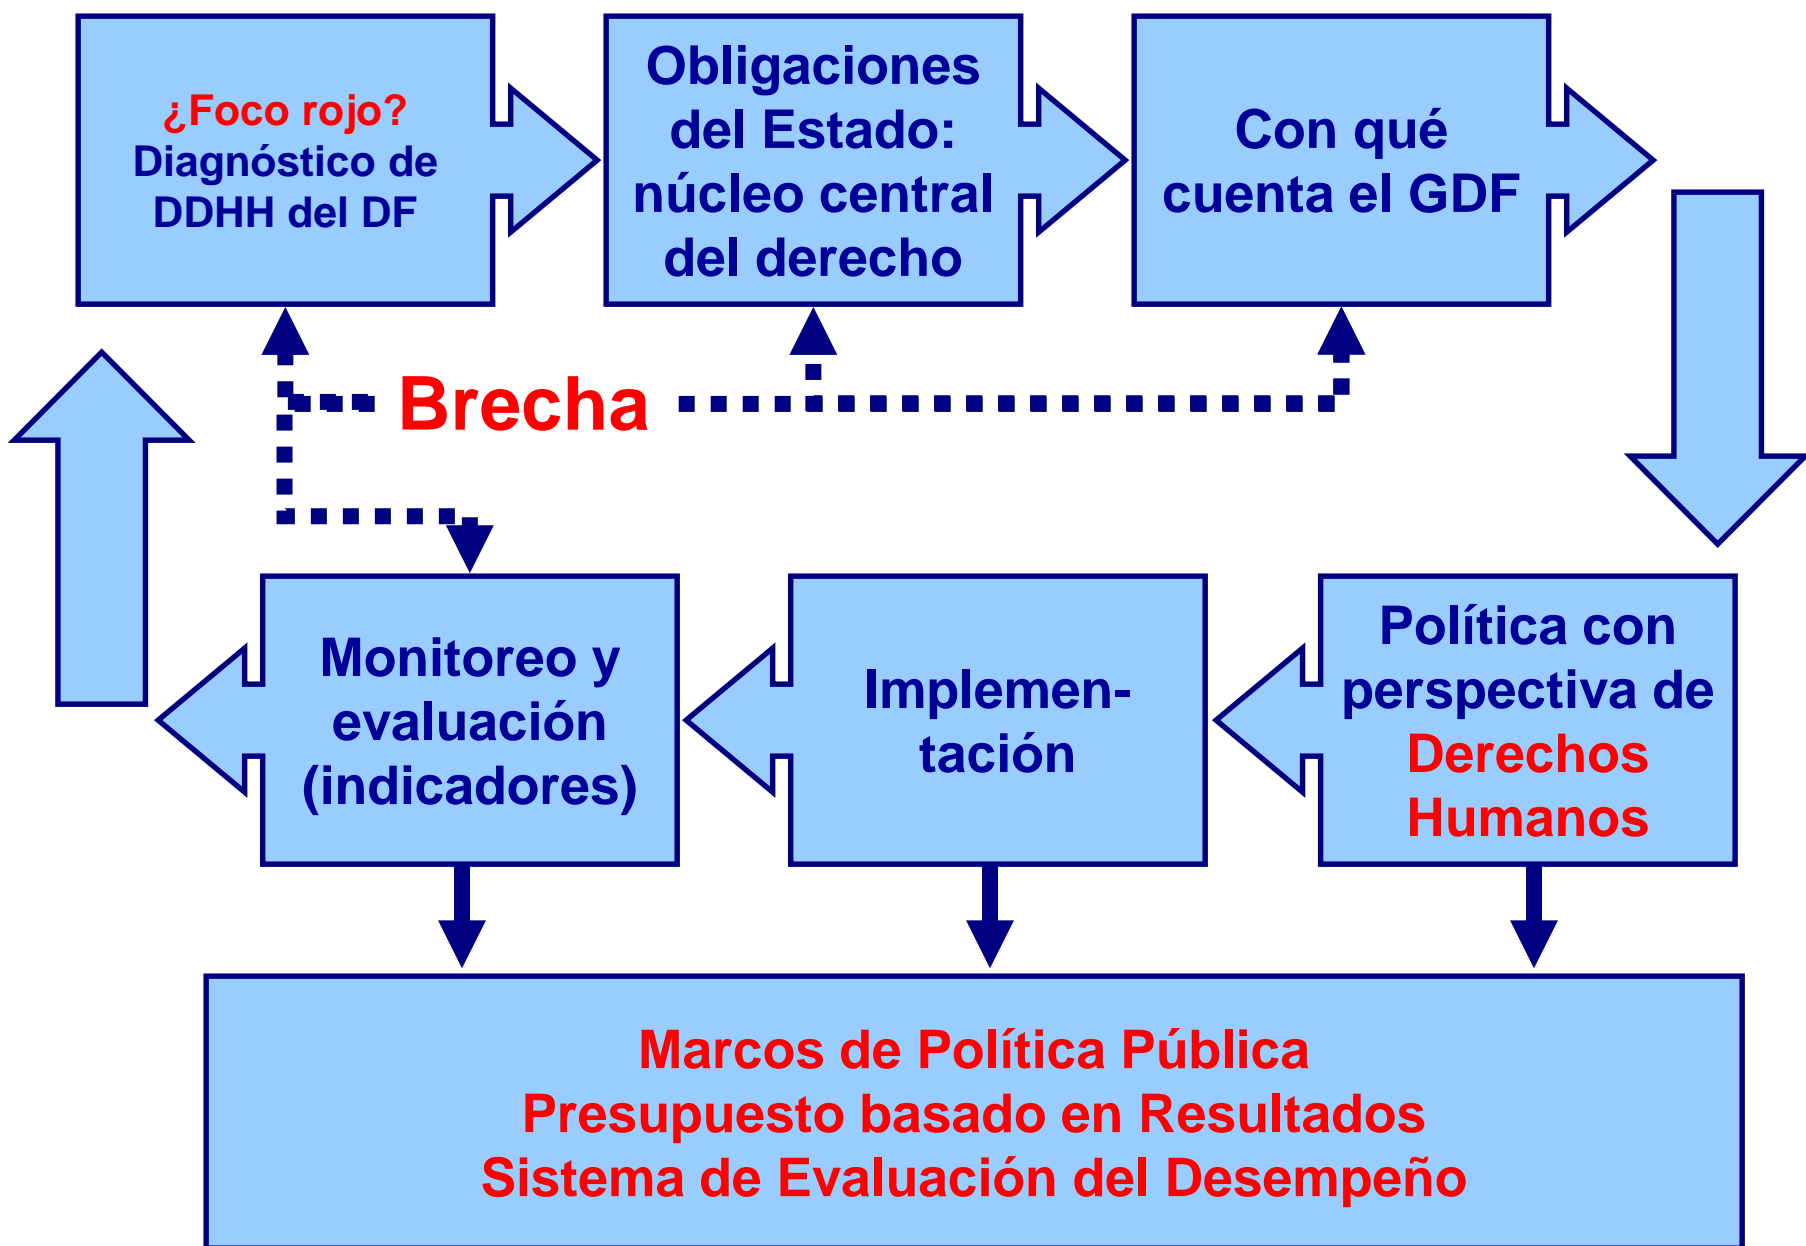 ¿Foco rojo?
Diagnóstico de
DDHH del DF
Obligaciones
del Estado:
núcleo central
del derecho
Con qué
cuenta el GDF
Brecha
Monitoreo y
evaluación
(indicadores)
Implemen-
tación
Política con
perspectiva de
Derechos
Humanos
Marcos de Política Pública
Presupuesto basado en Resultados
Sistema de Evaluación del Desempeño